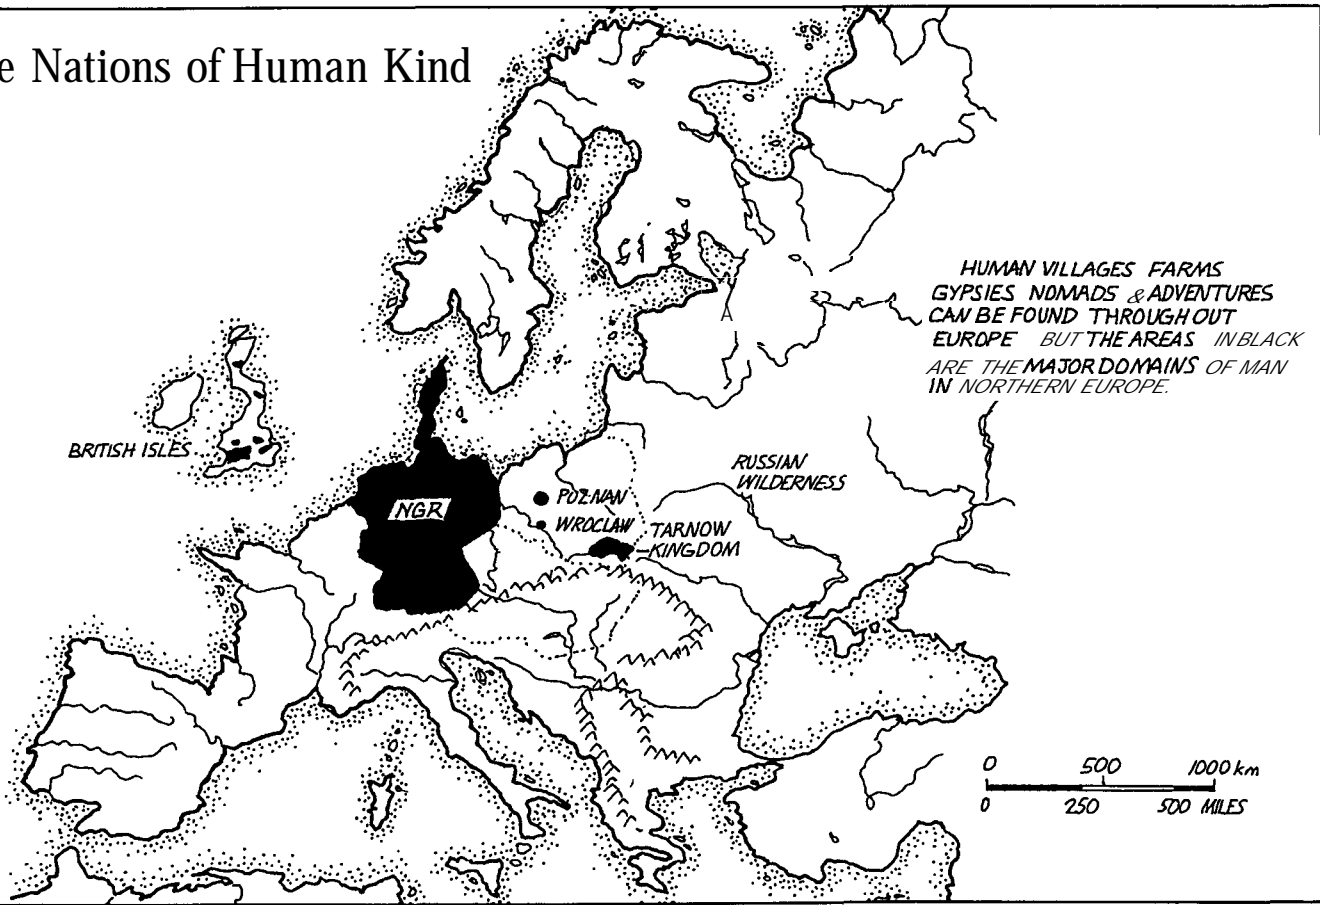 e Nations of Human Kind
HUMAN VILLAGES FARMS
GYPSIES NOMADS & ADVENTURES
CAN BE FOUND THROUGHOUT
EUROPE BUT THE AREAS IN BLACK
ARE THE MAJOR DOMAINS OF MAN
IN NORTHERN EUROPE.
A
BRITISH ISLES
RUSSIAN
WILDERNESS
NGR
POZNAN
WROCLAW
TARNOW
KINGDOM
0 500 1000 km
0 250 500 MILES